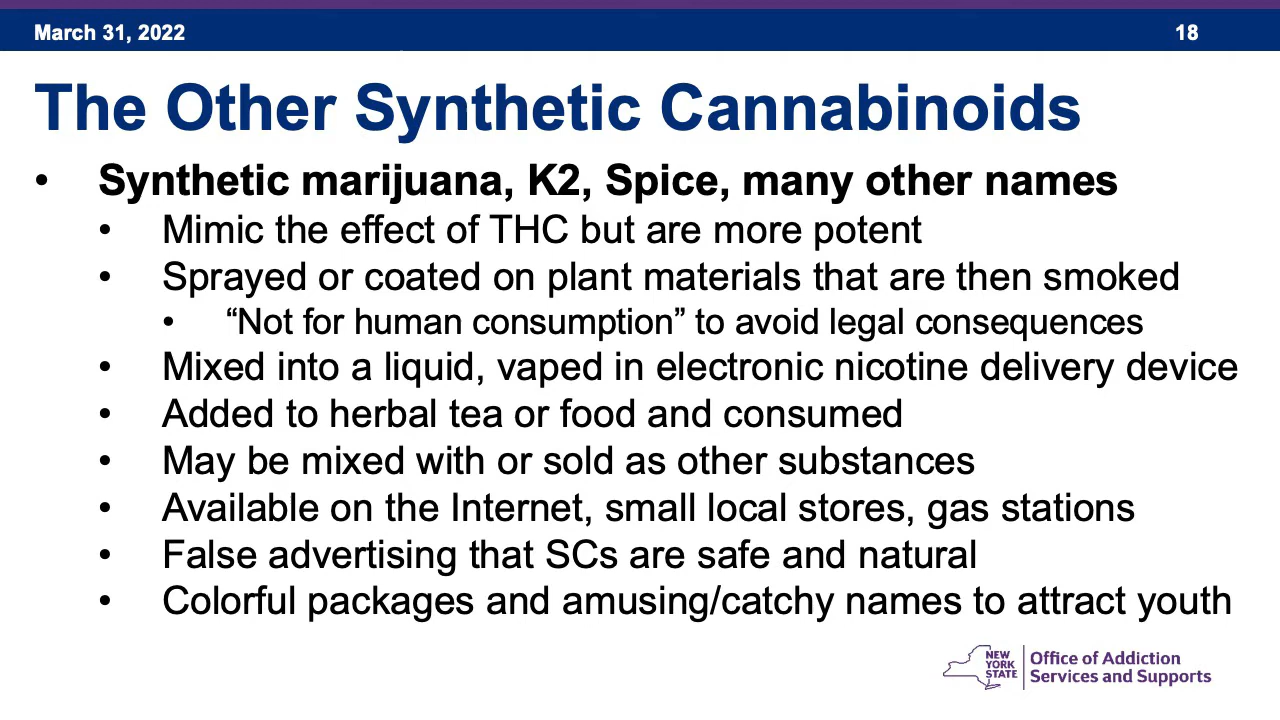 March 31, 2022
18
The Other Synthetic Cannabinoids
• Synthetic marijuana, K2, Spice, many other names
• Mimic the effect of THC but are more potent
• Sprayed or coated on plant materials that are then smoked
• “Not for human consumption” to avoid legal consequences
• Mixed into a liquid, vaped in electronic nicotine delivery device
• Added to herbal tea or food and consumed
• May be mixed with or sold as other substances
• Available on the Internet, small local stores, gas stations
• False advertising that SCs are safe and natural
• Colorful packages and amusing/catchy names to attract youth
NEW
YORK
STATE
Office of Addiction
Services and Supports